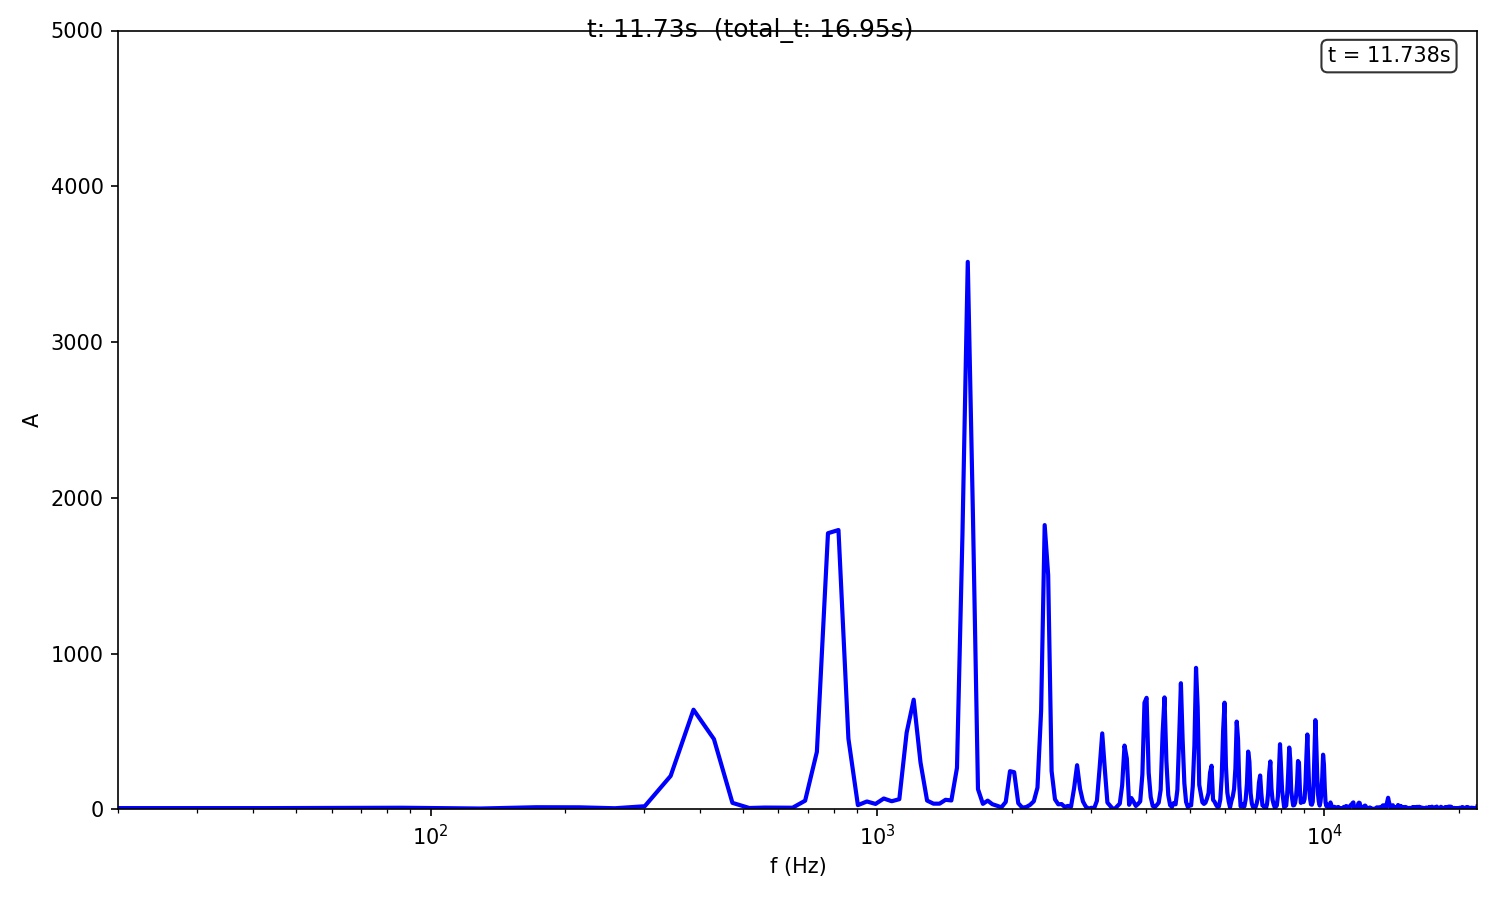 t: 11.73s  (total_t: 16.95s)
t = 11.738s
5000
4000
3000
2000
1000
0
A
10²
10³
10⁴
f (Hz)